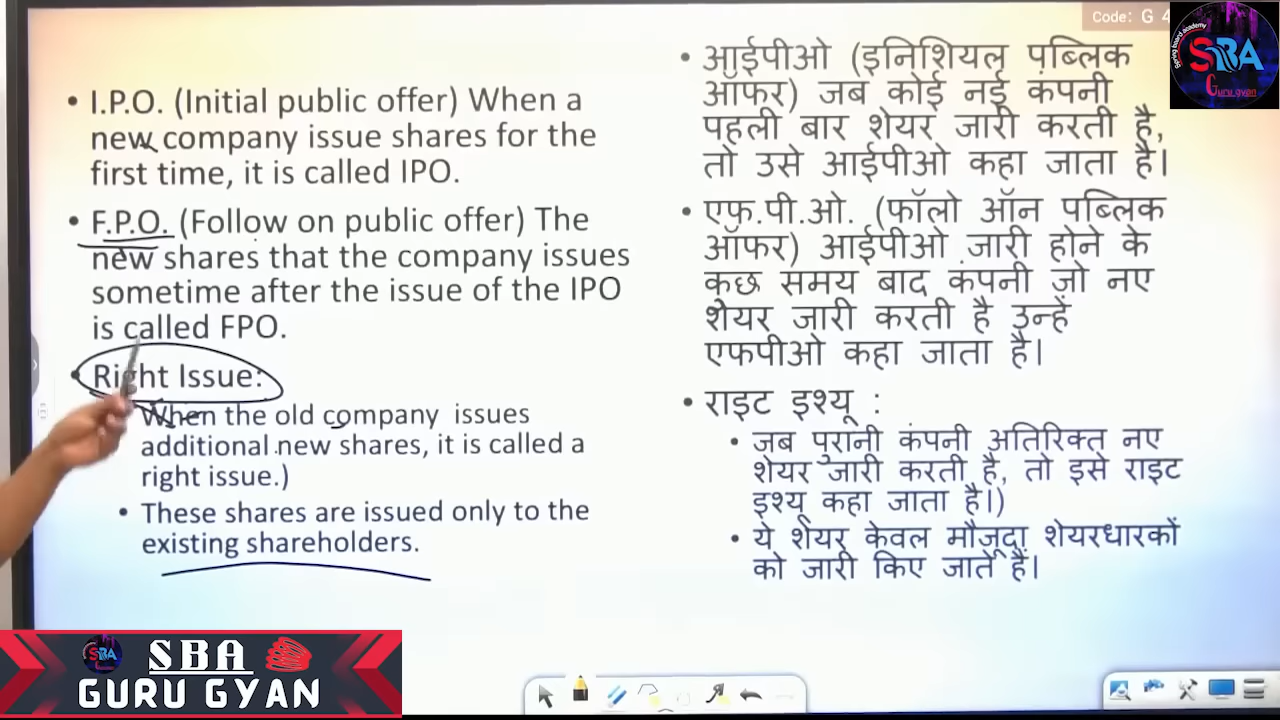 Code: G 4
SBA
Guru gyan
• I.P.O. (Initial public offer) When a
new company issue shares for the
first time, it is called IPO.
• F.P.O. (Follow on public offer) The
new shares that the company issues
sometime after the issue of the IPO
is called FPO.
• Right Issue:
When the old company issues
additional new shares, it is called a
right issue.)
• These shares are issued only to the
existing shareholders.
• आईपीओ (इनिशियल पब्लिक
ऑफर) जब कोई नई कंपनी
पहली बार शेयर जारी करती है,
तो उसे आईपीओ कहा जाता है।
• एफ.पी.ओ. (फॉलो ऑन पब्लिक
ऑफर) आईपीओ जारी होने के
कुछ समय बाद कंपनी जो नए
शेयर जारी करती है उन्हें
एफपीओ कहा जाता है।
• राइट इश्यू :
• जब पुरानी कंपनी अतिरिक्त नए
शेयर जारी करती है, तो इसे राइट
इश्यू कहा जाता है।)
• ये शेयर केवल मौजूदा शेयरधारकों
को जारी किए जाते हैं।
SBA
SBA
GURU GYAN